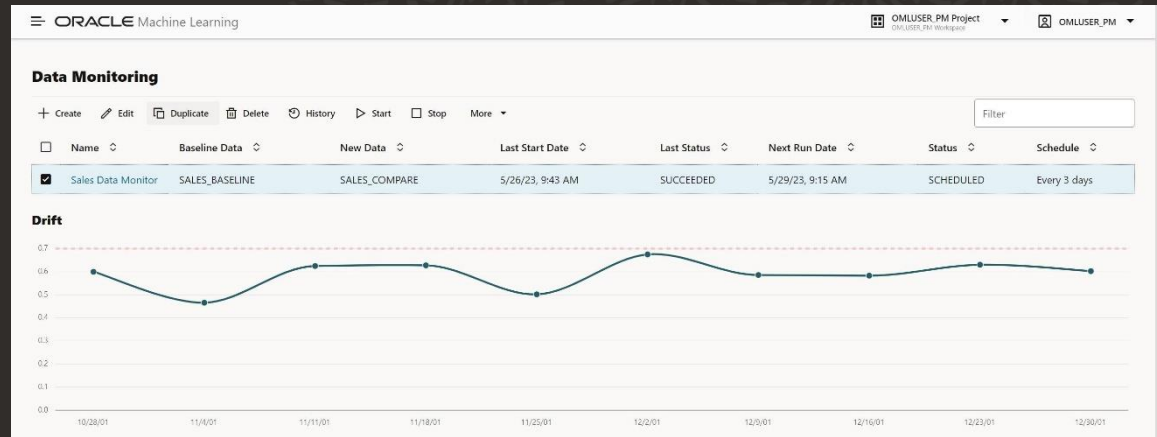 ORACLE Machine Learning
OMLUSER_PM Project
OMLUSER_PM Workspace
OMLUSER_PM
Data Monitoring
Create Edit Duplicate Delete History Start Stop More
Filter
Name Baseline Data New Data Last Start Date Last Status Next Run Date Status Schedule
Sales Data Monitor SALES_BASELINE SALES_COMPARE 5/26/23, 9:43 AM SUCCEEDED 5/29/23, 9:15 AM SCHEDULED Every 3 days
Drift
0.7
0.6
0.5
0.4
0.3
0.2
0.1
0.0
10/28/01 11/4/01 11/11/01 11/18/01 11/25/01 12/2/01 12/9/01 12/16/01 12/23/01 12/30/01